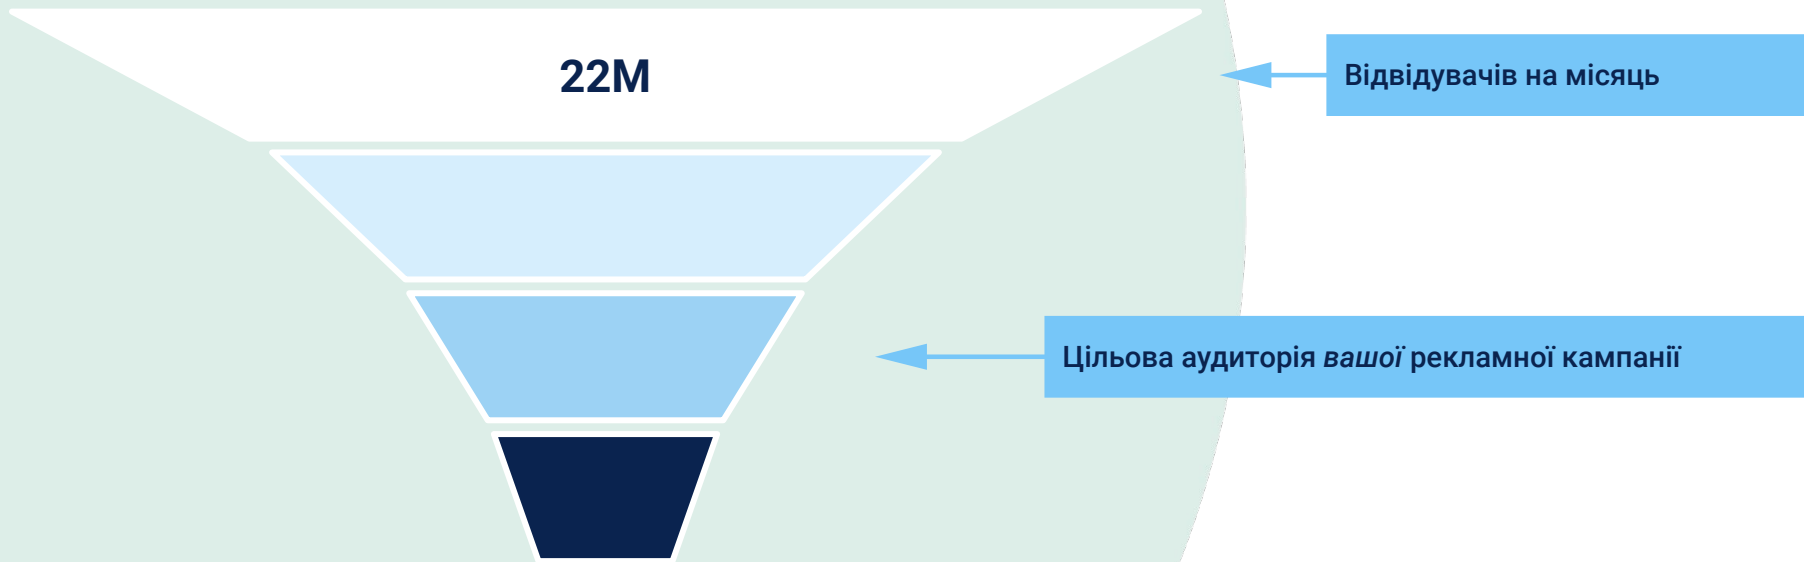 22M
Відвідувачів на місяць
Цільова аудиторія вашої рекламної кампанії